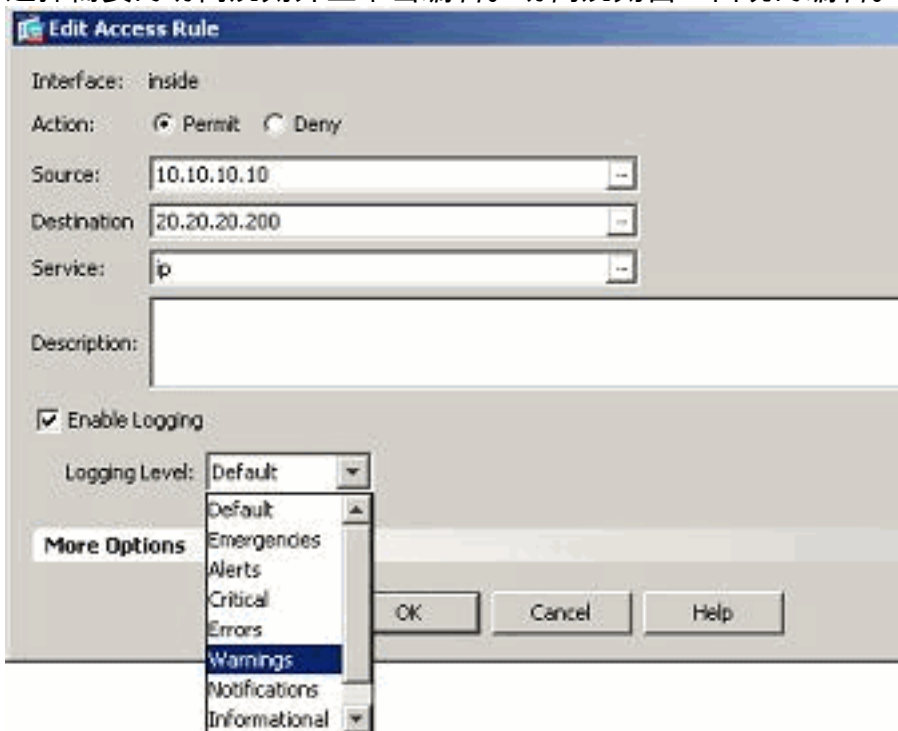 Edit Access Rule
Interface: inside
Action: Permit Deny
Source: 10.10.10.10
Destination 20.20.20.200
Service: ip
Description:
Enable Logging
Logging Level: Default
Default
Emergencies
More Options
Alerts
Critical
Errors
OK Cancel Help
Warnings
Notifications
Informational